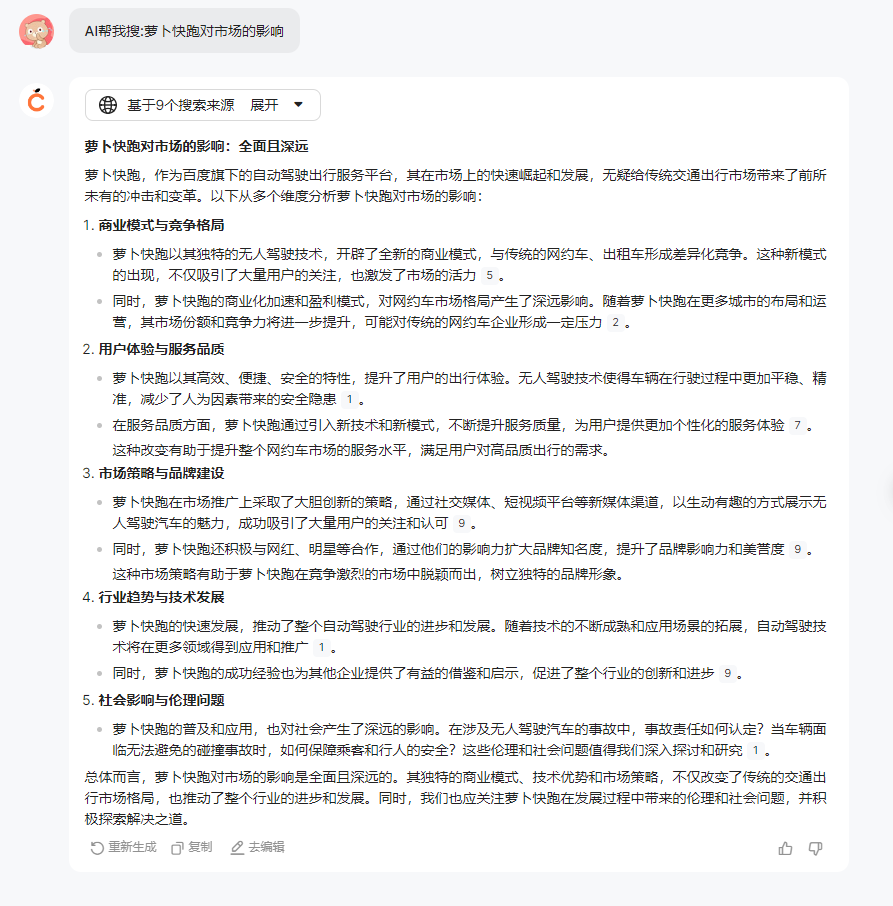 AI帮我搜:萝卜快跑对市场的影响
基于9个搜索来源 展开
萝卜快跑对市场的影响：全面且深远
萝卜快跑，作为百度旗下的自动驾驶出行服务平台，其在市场上的快速崛起和发展，无疑给传统交通出行市场带来了前所
未有的冲击和变革。以下从多个维度分析萝卜快跑对市场的影响：
1. 商业模式与竞争格局
萝卜快跑以其独特的无人驾驶技术，开辟了全新的商业模式，与传统的网约车、出租车形成差异化竞争。这种新模式
的出现，不仅吸引了大量用户的关注，也激发了市场的活力 5 。
同时，萝卜快跑的商业化加速和盈利模式，对网约车市场格局产生了深远影响。随着萝卜快跑在更多城市的布局和运
营，其市场份额和竞争力将进一步提升，可能对传统的网约车企业形成一定压力 2 。
2. 用户体验与服务品质
萝卜快跑以其高效、便捷、安全的特性，提升了用户的出行体验。无人驾驶技术使得车辆在行驶过程中更加平稳、精
准，减少了人为因素带来的安全隐患 1 。
在服务品质方面，萝卜快跑通过引入新技术和新模式，不断提升服务质量，为用户提供更加个性化的服务体验 7 。
这种改变有助于提升整个网约车市场的服务水平，满足用户对高品质出行的需求。
3. 市场策略与品牌建设
萝卜快跑在市场推广上采取了大胆创新的策略，通过社交媒体、短视频平台等新媒体渠道，以生动有趣的方式展示无
人驾驶汽车的魅力，成功吸引了大量用户的关注和认可 9 。
同时，萝卜快跑还积极与网红、明星等合作，通过他们的影响力扩大品牌知名度，提升了品牌影响力和美誉度 9 。
这种市场策略有助于萝卜快跑在竞争激烈的市场中脱颖而出，树立独特的品牌形象。
4. 行业趋势与技术发展
萝卜快跑的快速发展，推动了整个自动驾驶行业的进步和发展。随着技术的不断成熟和应用场景的拓展，自动驾驶技
术将在更多领域得到应用和推广 1 。
同时，萝卜快跑的成功经验也为其他企业提供了有益的借鉴和启示，促进了整个行业的创新和进步 9 。
5. 社会影响与伦理问题
萝卜快跑的普及和应用，也对社会产生了深远的影响。在涉及无人驾驶汽车的事故中，事故责任如何认定？当车辆面
临无法避免的碰撞事故时，如何保障乘客和行人的安全？这些伦理和社会问题值得我们深入探讨和研究 1 。
总体而言，萝卜快跑对市场的影响是全面且深远的。其独特的商业模式、技术优势和市场策略，不仅改变了传统的交通出
行市场格局，也推动了整个行业的进步和发展。同时，我们也应关注萝卜快跑在发展过程中带来的伦理和社会问题，并积
极探索解决之道。
重新生成 复制 去编辑